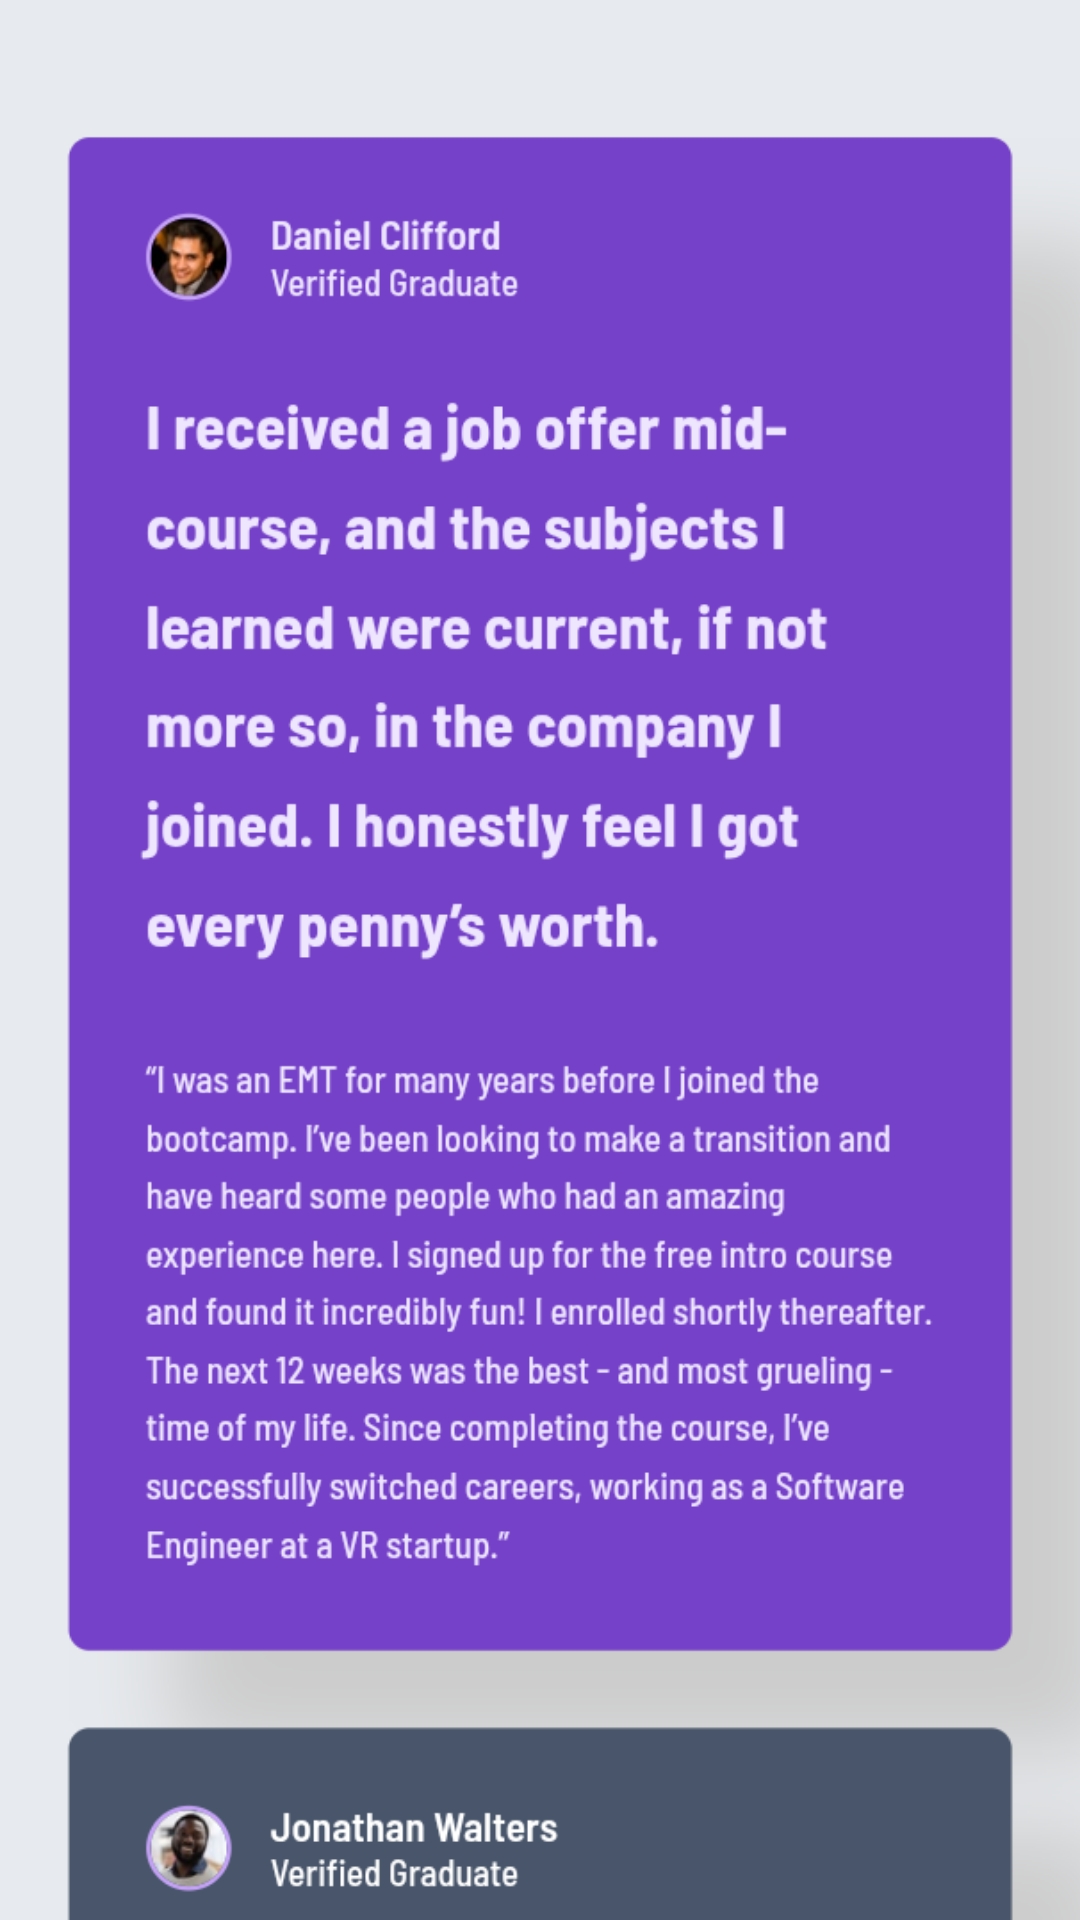 Daniel Clifford
Verified Graduate
I received a job offer mid-
course, and the subjects I
learned were current, if not
more so, in the company I
joined. I honestly feel I got
every penny’s worth.
“I was an EMT for many years before I joined the
bootcamp. I’ve been looking to make a transition and
have heard some people who had an amazing
experience here. I signed up for the free intro course
and found it incredibly fun! I enrolled shortly thereafter.
The next 12 weeks was the best - and most grueling -
time of my life. Since completing the course, I’ve
successfully switched careers, working as a Software
Engineer at a VR startup.”
Jonathan Walters
Verified Graduate